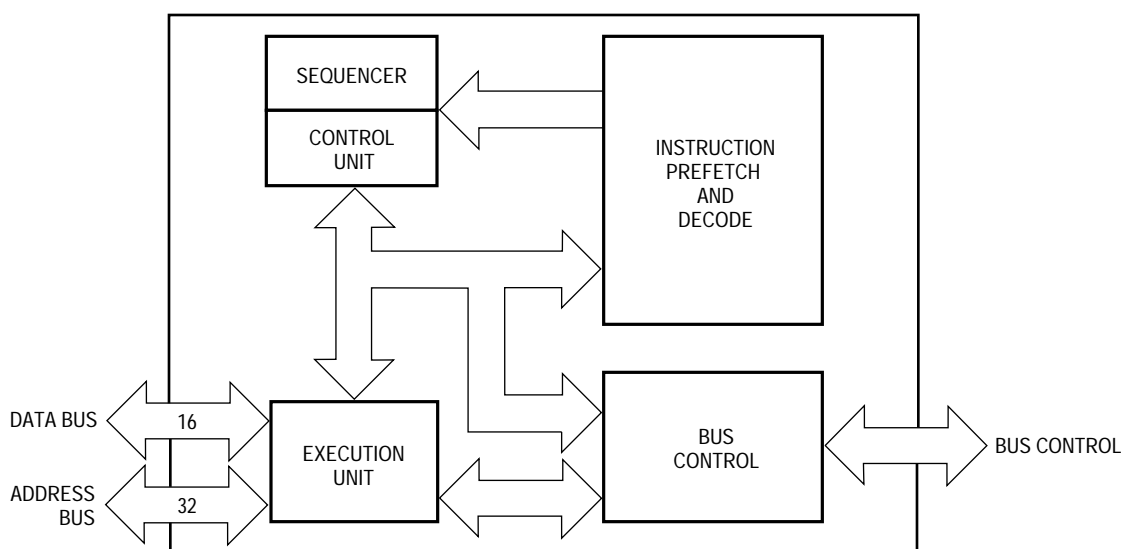 SEQUENCER
CONTROL
UNIT
INSTRUCTION
PREFETCH
AND
DECODE
DATA BUS
16
EXECUTION
UNIT
ADDRESS
BUS
32
BUS
CONTROL
BUS CONTROL